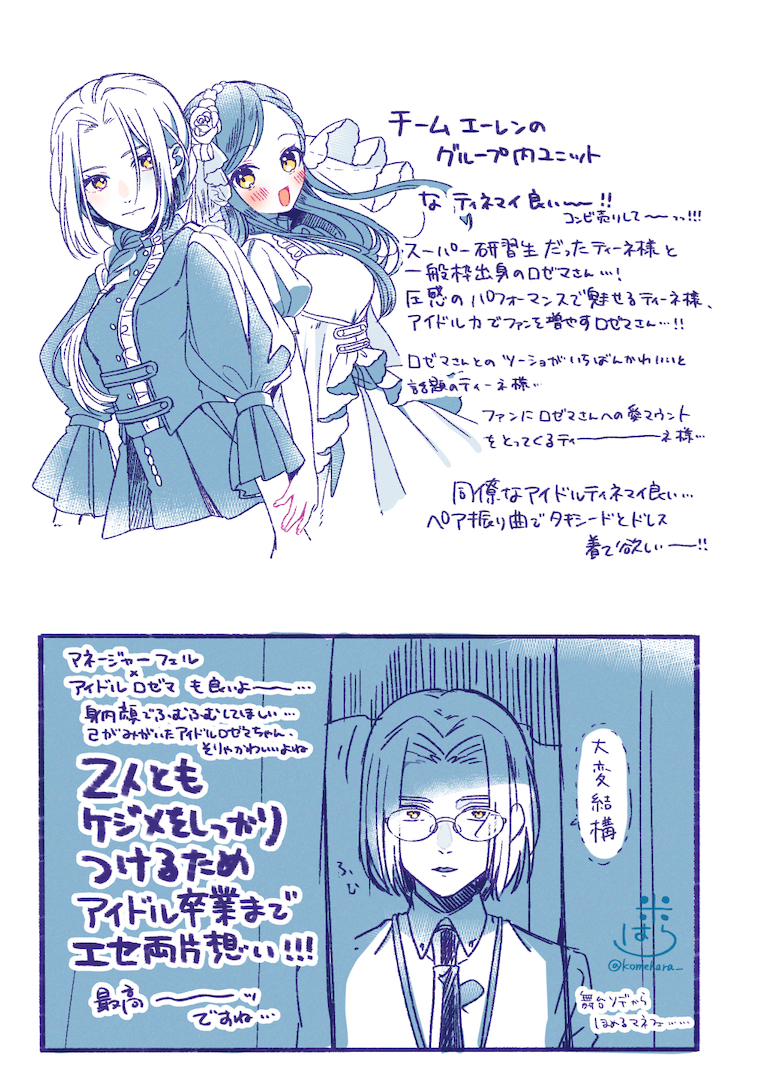 チーム エーレンの
グループ内ユニット
な ティネマイ良い〜!!
コンビ売りして〜ッッ!!!
スーパー研修生だったティーネ様と
一般枠出身のロゼマさん…!
圧惑のパフォーマンスで魅せるティーネ様、
アイドル力でファンを増やすロゼマさん…!!
ロゼマさんとのツーショがいちばんかわいいと
話題のティーネ様…
ファンにロゼマさんへの愛マウント
をとってくるティーーーーーネ様…
同僚なアイドルティネマイ良い…
ペア振り曲でタキシードとドレス
着て欲しい——!!
マネージャーフェル
×
アイドルロゼマ も良いよ〜…
身内顔でふむふむしてほしい…
己がみがいたアイドルロゼマちゃん、
そりゃかわいいよね
2人とも
ケジメをしっかり
つけるため
アイドル卒業まで
エセ両片想い!!!
最高———ッ
ですね…
大変結構
ふむ
米
はら
@komehara_
舞台ソデから
ほめるマネフェ……